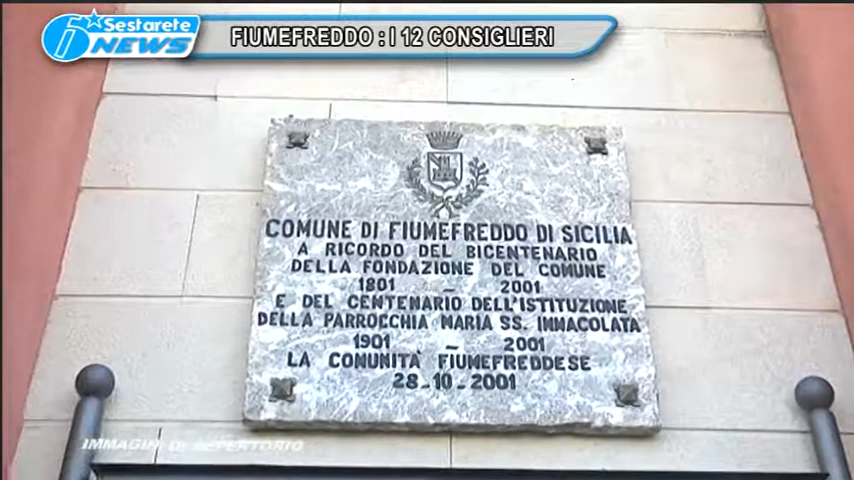 6 Sestarete
NEWS
FIUMEFREDDO : I 12 CONSIGLIERI
COMUNE DI FIUMEFREDDO DI SICILIA
A RICORDO DEL BICENTENARIO
DELLA FONDAZIONE DEL COMUNE
1801 - 2001
E DEL CENTENARIO DELL'ISTITUZIONE
DELLA PARROCCHIA MARIA SS. IMMACOLATA
1901 - 2001
LA COMUNITA' FIUMEFREDDESE
28-10-2001
IMMAGINI DI REPERTORIO